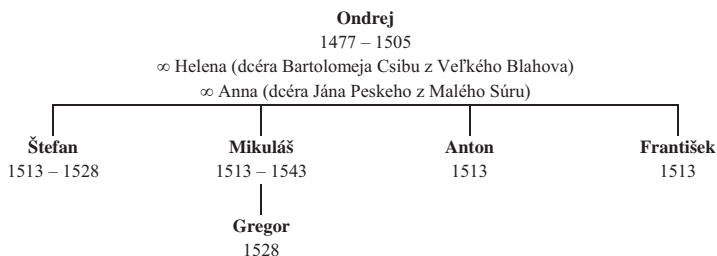 Ondrej
1477 – 1505
∞ Helena (dcéra Bartolomeja Csibu z Veľkého Blahova)
∞ Anna (dcéra Jána Peskeho z Malého Súru)
Štefan Mikuláš Anton František
1513 – 1528 1513 – 1543 1513 1513
Gregor
1528